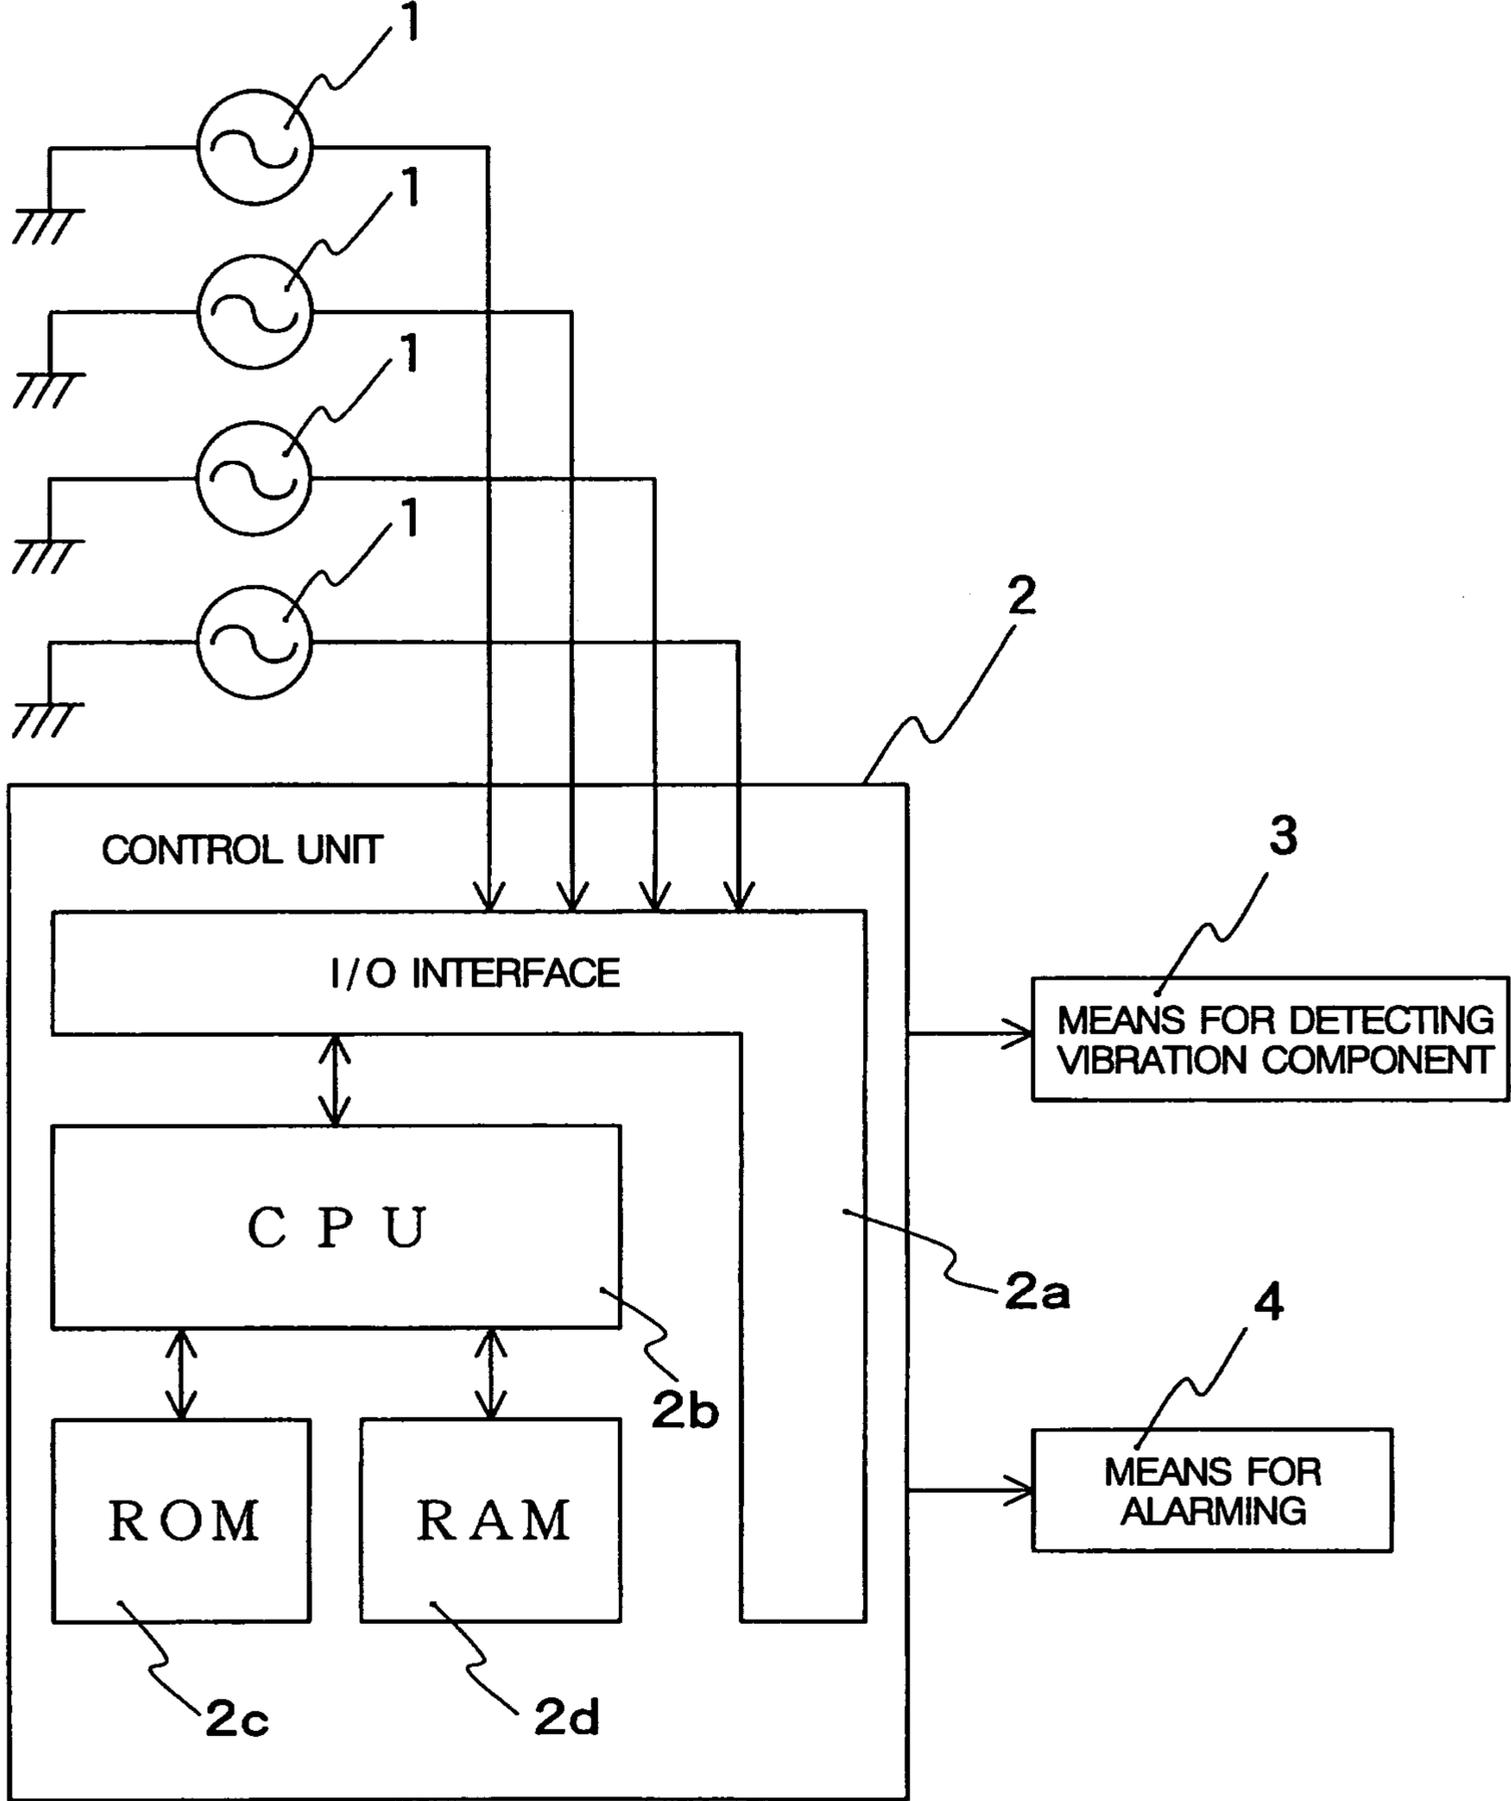 1
1
1
1
2
CONTROL UNIT
3
I/O INTERFACE
MEANS FOR DETECTING
VIBRATION COMPONENT
CPU
2a
4
2b
MEANS FOR
ALARMING
ROM
RAM
2c
2d